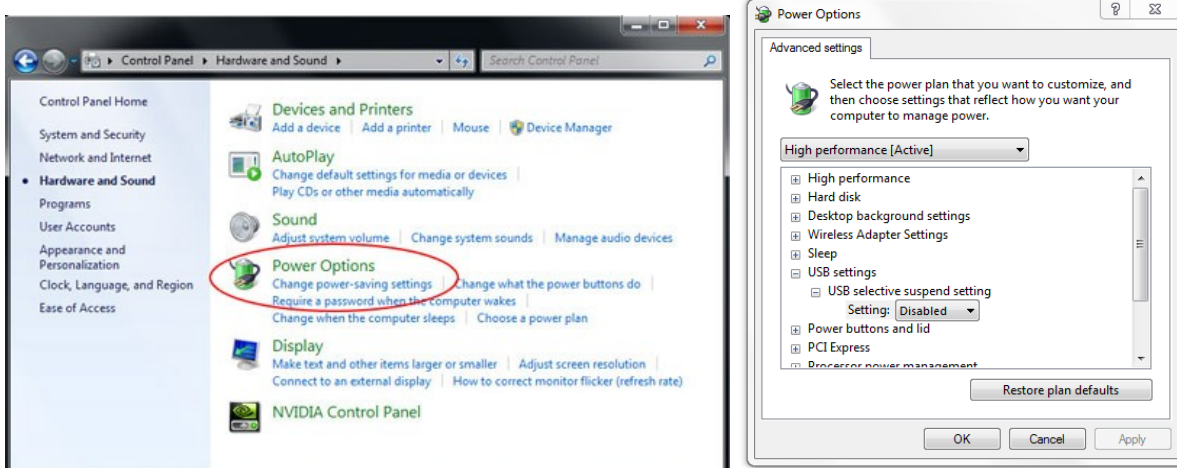 Control Panel Hardware and Sound
Search Control Panel
Control Panel Home
System and Security
Network and Internet
Hardware and Sound
Programs
User Accounts
Appearance and
Personalization
Clock, Language, and Region
Ease of Access
Devices and Printers
Add a device Add a printer Mouse Device Manager
AutoPlay
Change default settings for media or devices
Play CDs or other media automatically
Sound
Adjust system volume Change system sounds Manage audio devices
Power Options
Change power-saving settings Change what the power buttons do
Require a password when the computer wakes
Change when the computer sleeps Choose a power plan
Display
Make text and other items larger or smaller Adjust screen resolution
Connect to an external display How to correct monitor flicker (refresh rate)
NVIDIA Control Panel
Power Options
Advanced settings
Select the power plan that you want to customize, and
then choose settings that reflect how you want your
computer to manage power.
High performance [Active]
High performance
Hard disk
Desktop background settings
Wireless Adapter Settings
Sleep
USB settings
USB selective suspend setting
Setting: Disabled
Power buttons and lid
PCI Express
Processor power management
Restore plan defaults
OK Cancel Apply